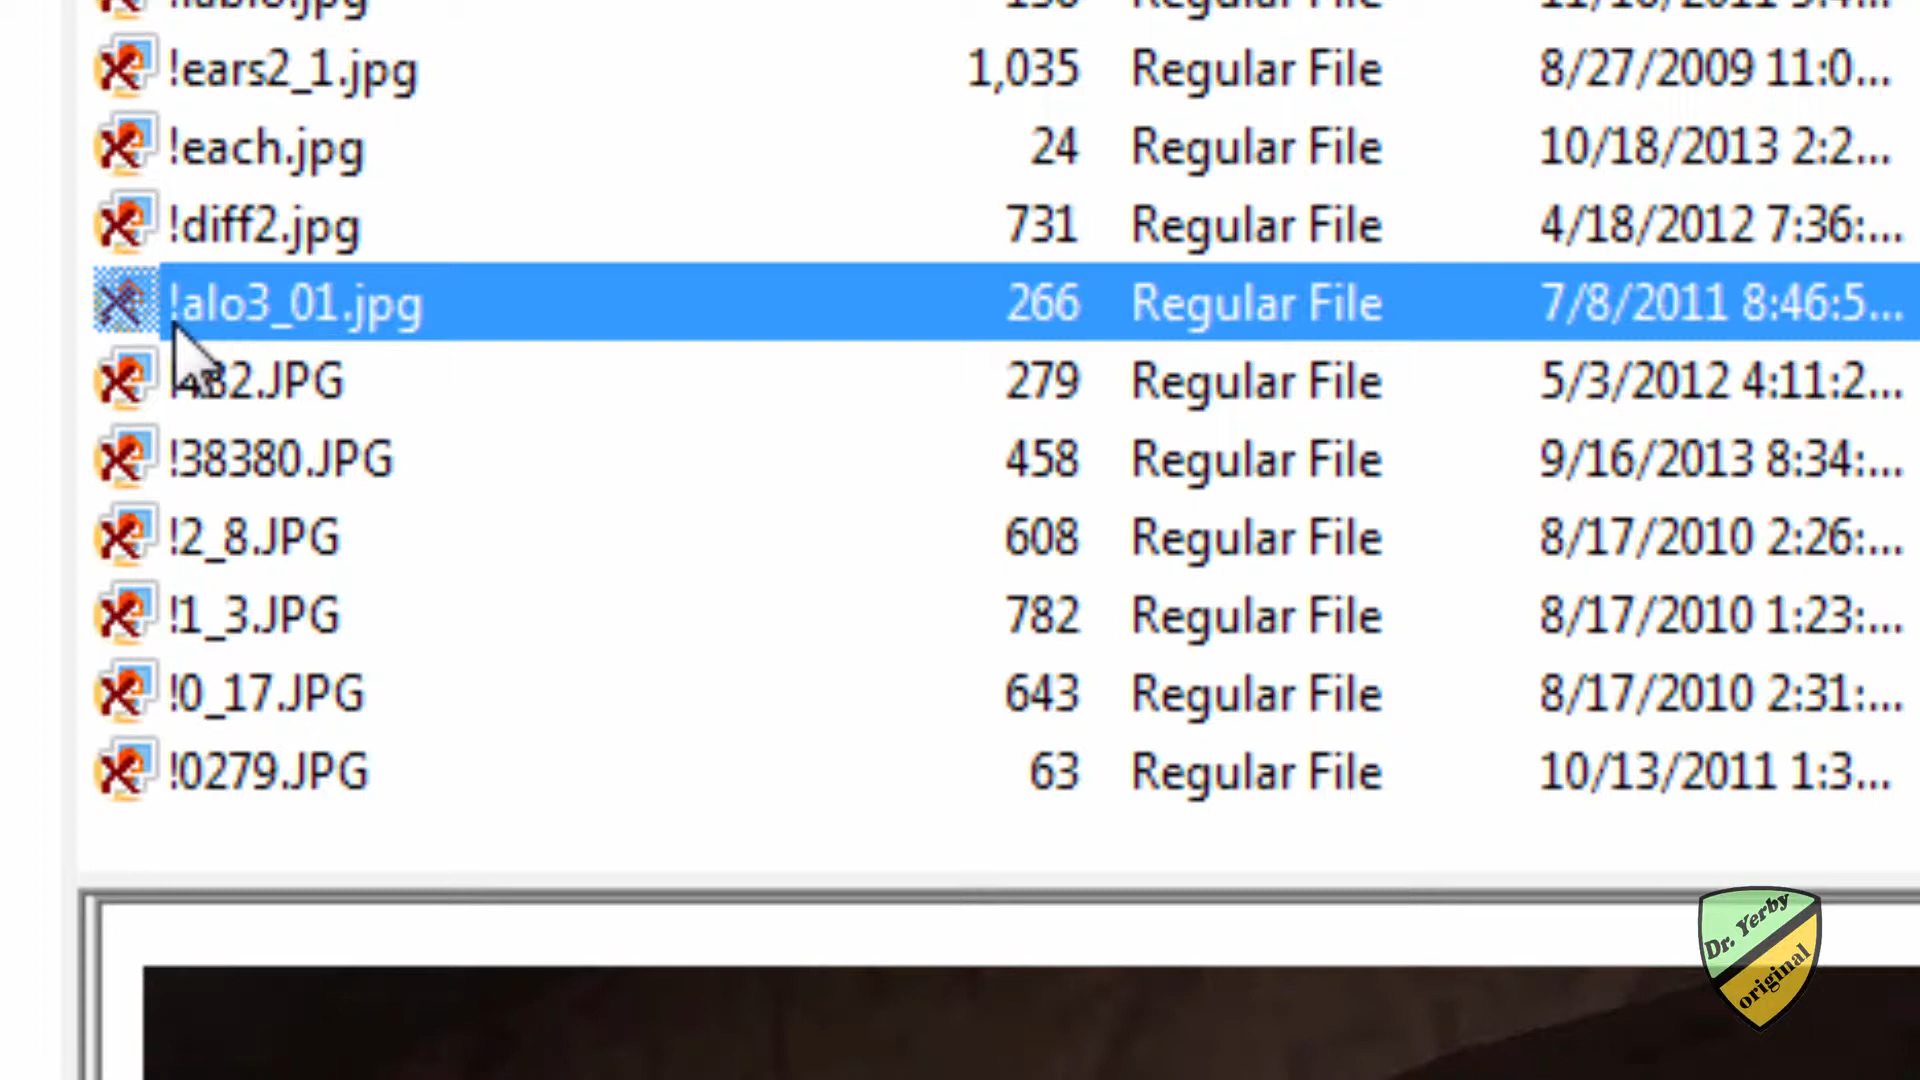 !ears2_1.jpg 1,035 Regular File 8/27/2009 11:0...
!each.jpg 24 Regular File 10/18/2013 2:2...
!diff2.jpg 731 Regular File 4/18/2012 7:36:...
!alo3_01.jpg 266 Regular File 7/8/2011 8:46:5...
279 Regular File 5/3/2012 4:11:2...
!38380.JPG 458 Regular File 9/16/2013 8:34:...
!2_8.JPG 608 Regular File 8/17/2010 2:26:...
!1_3.JPG 782 Regular File 8/17/2010 1:23:...
!0_17.JPG 643 Regular File 8/17/2010 2:31:...
!0279.JPG 63 Regular File 10/13/2011 1:3...
Dr. Yerby
original